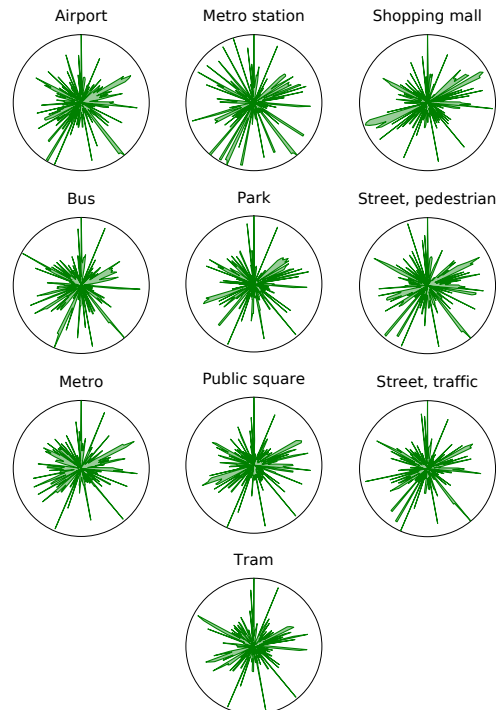 Airport
Metro station
Shopping mall
Bus
Park
Street, pedestrian
Metro
Public square
Street, traffic
Tram